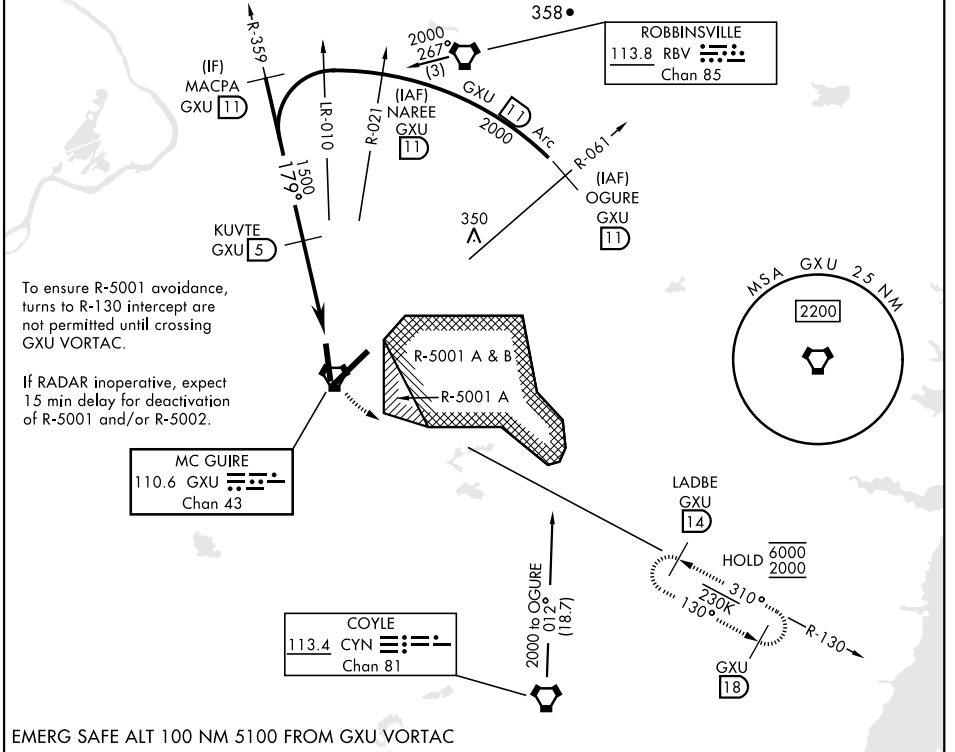 358
ROBBINSVILLE
113.8 RBV
Chan 85
2000
267°
(3)
R-359
(IF)
MACPA
GXU 11
LR-010
R-021
(IAF)
NAREE
GXU
11
GXU 11 Arc
2000
R-061
(IAF)
OGURE
GXU
11
1500
179°
KUVTE
GXU 5
350
To ensure R-5001 avoidance,
turns to R-130 intercept are
not permitted until crossing
GXU VORTAC.
If RADAR inoperative, expect
15 min delay for deactivation
of R-5001 and/or R-5002.
MSA GXU 25 NM
2200
R-5001 A & B
R-5001 A
MC GUIRE
110.6 GXU
Chan 43
LADBE
GXU
14
HOLD 6000
2000
310°
230K
130°
R-130
GXU
18
2000 to OGURE
012°
(18.7)
COYLE
113.4 CYN
Chan 81
EMERG SAFE ALT 100 NM 5100 FROM GXU VORTAC